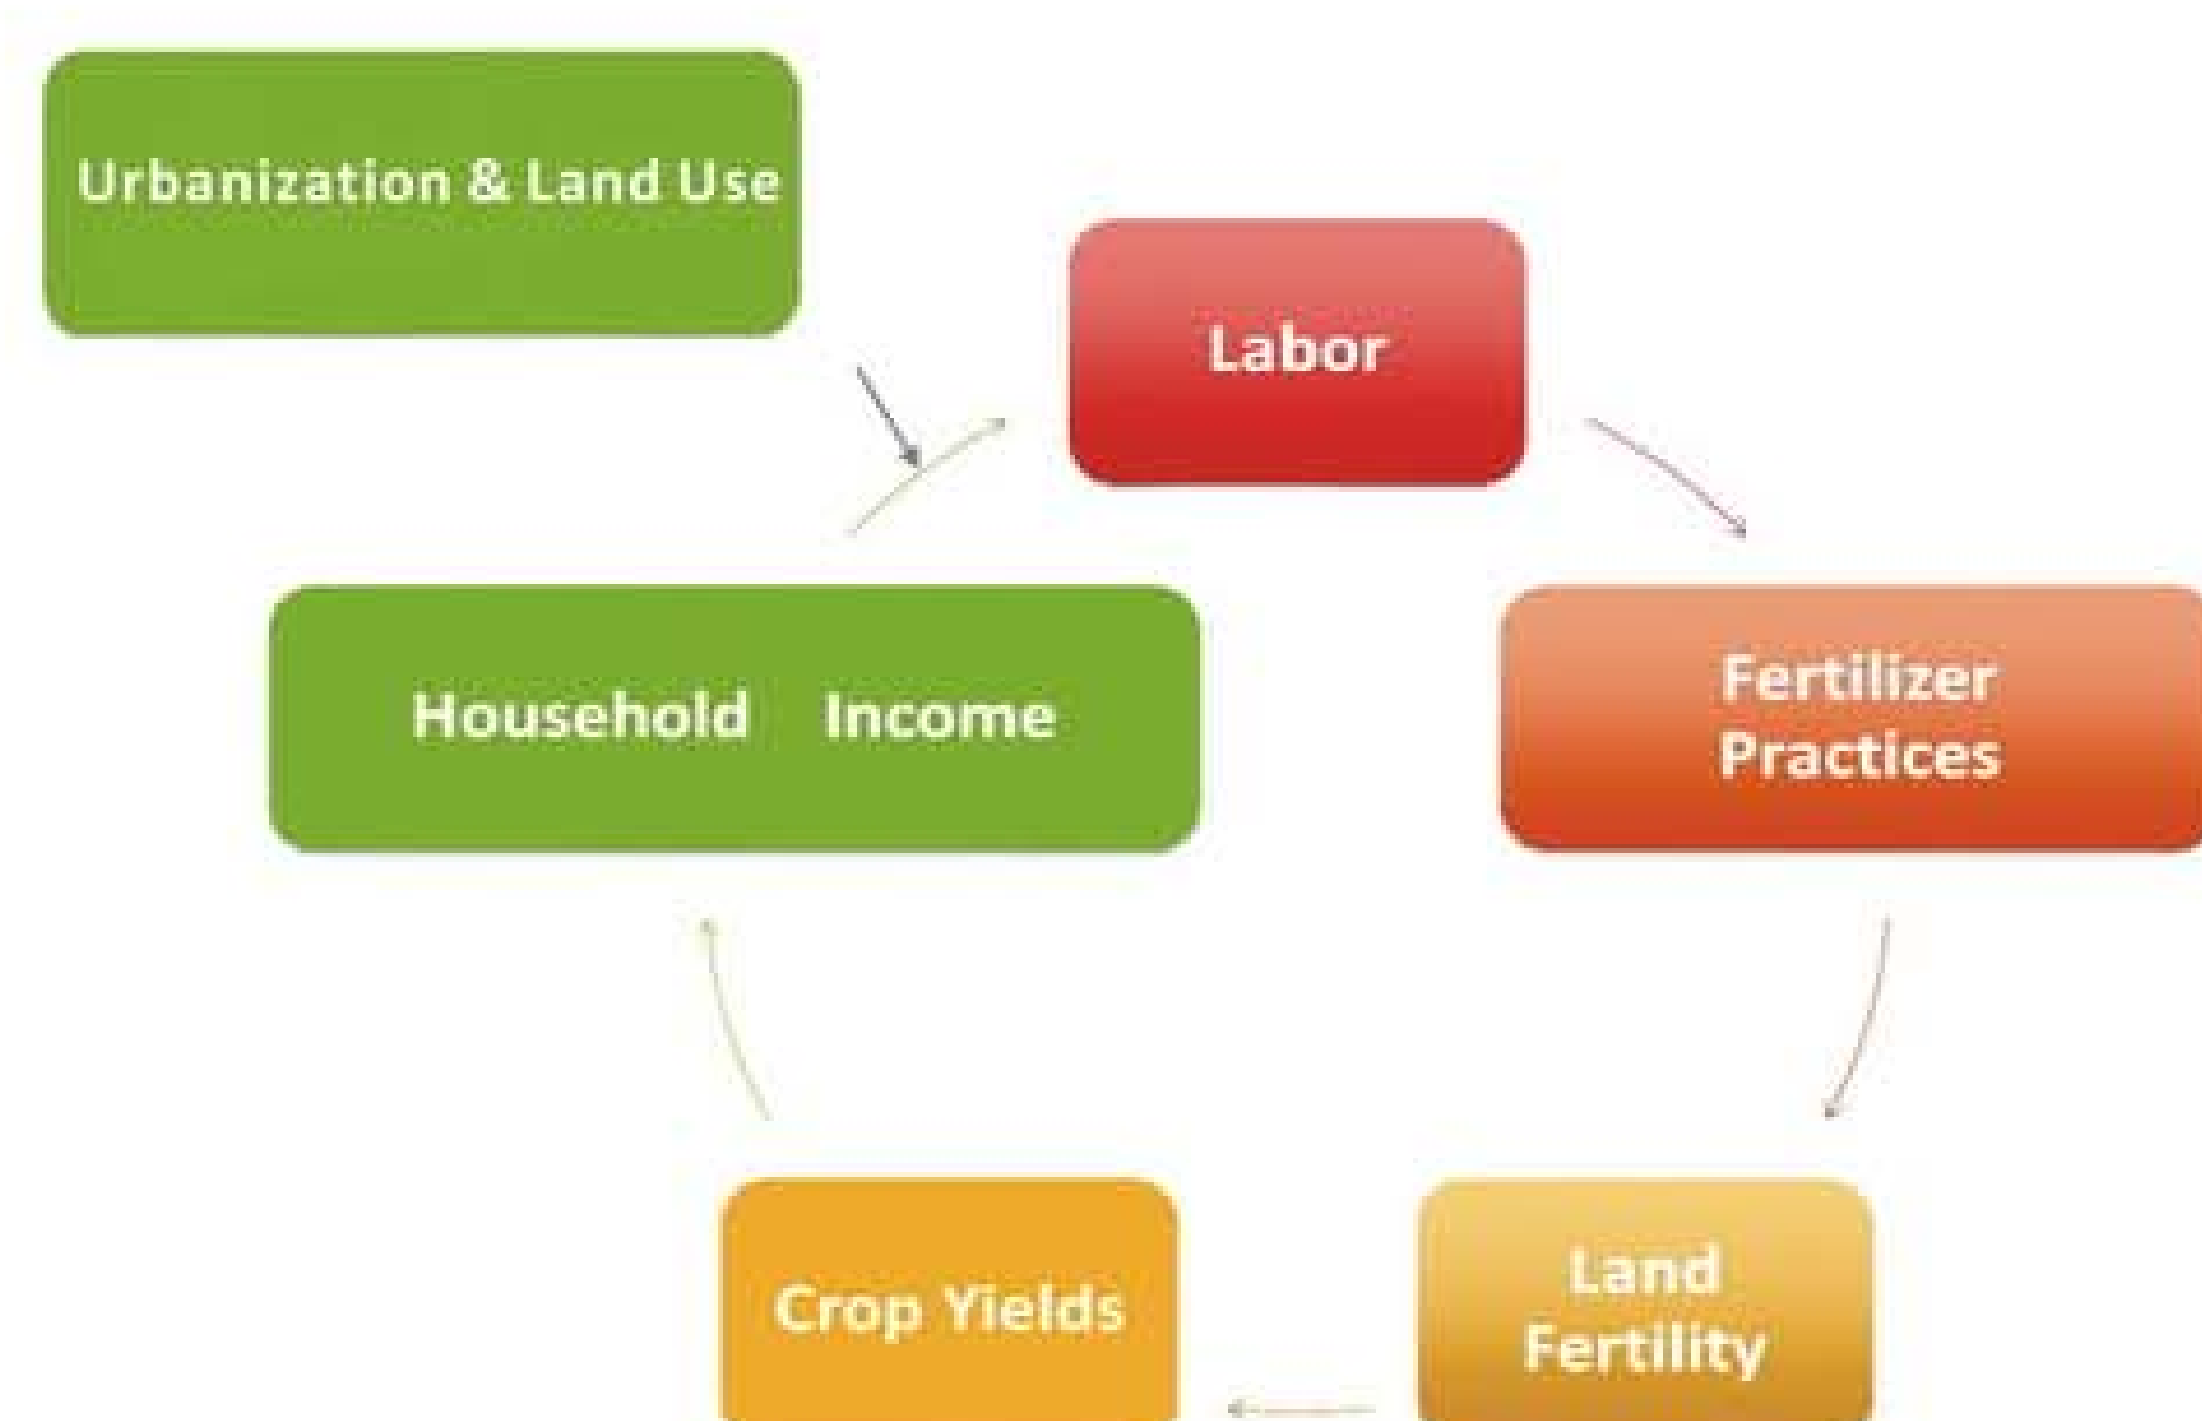 Urbanization & Land Use
Labor
Household Income
Fertilizer
Practices
Crop Yields
Land
Fertility